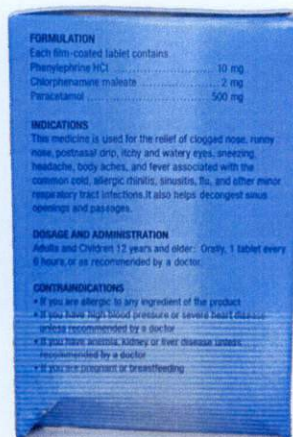 FORMULATION
Each film-coated tablet contains
Phenylephrine HCl .................... 10 mg
Chlorphenamine maleate .......... 2 mg
Paracetamol .......................... 500 mg
INDICATIONS
This medicine is used for the relief of clogged nose, runny
nose, postnasal drip, itchy and watery eyes, sneezing,
headache, body aches, and fever associated with the
common cold, allergic rhinitis, sinusitis, flu, and other minor
respiratory tract infections. It also helps decongest sinus
openings and passages.
DOSAGE AND ADMINISTRATION
Adults and Children 12 years and older: Orally, 1 tablet every
6 hours, or as recommended by a doctor.
CONTRAINDICATIONS
• If you are allergic to any ingredient of the product
• If you have high blood pressure or severe heart disease
unless recommended by a doctor
• If you have anemia, kidney or liver disease unless
recommended by a doctor
• If you are pregnant or breastfeeding